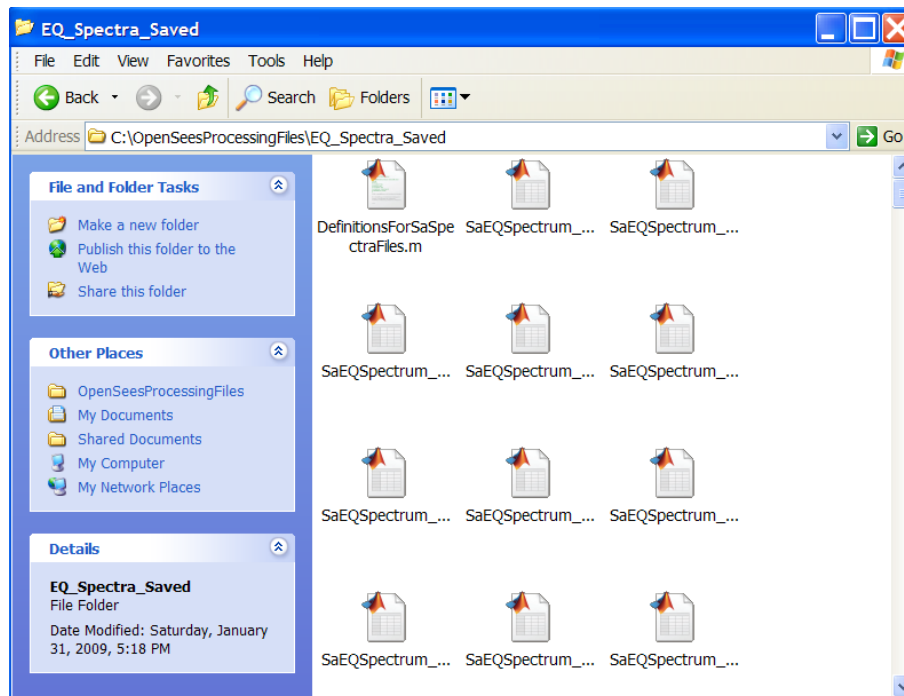 EQ_Spectra_Saved
File Edit View Favorites Tools Help
Back Search Folders
Address C:\OpenSeesProcessingFiles\EQ_Spectra_Saved Go
File and Folder Tasks
Make a new folder
Publish this folder to the
Web
Share this folder
Other Places
OpenSeesProcessingFiles
My Documents
Shared Documents
My Computer
My Network Places
Details
EQ_Spectra_Saved
File Folder
Date Modified: Saturday, January
31, 2009, 5:18 PM
DefinitionsForSaSpe SaEQSpectrum_... SaEQSpectrum_...
ctraFiles.m
SaEQSpectrum_... SaEQSpectrum_... SaEQSpectrum_...
SaEQSpectrum_... SaEQSpectrum_... SaEQSpectrum_...
SaEQSpectrum_... SaEQSpectrum_... SaEQSpectrum_...